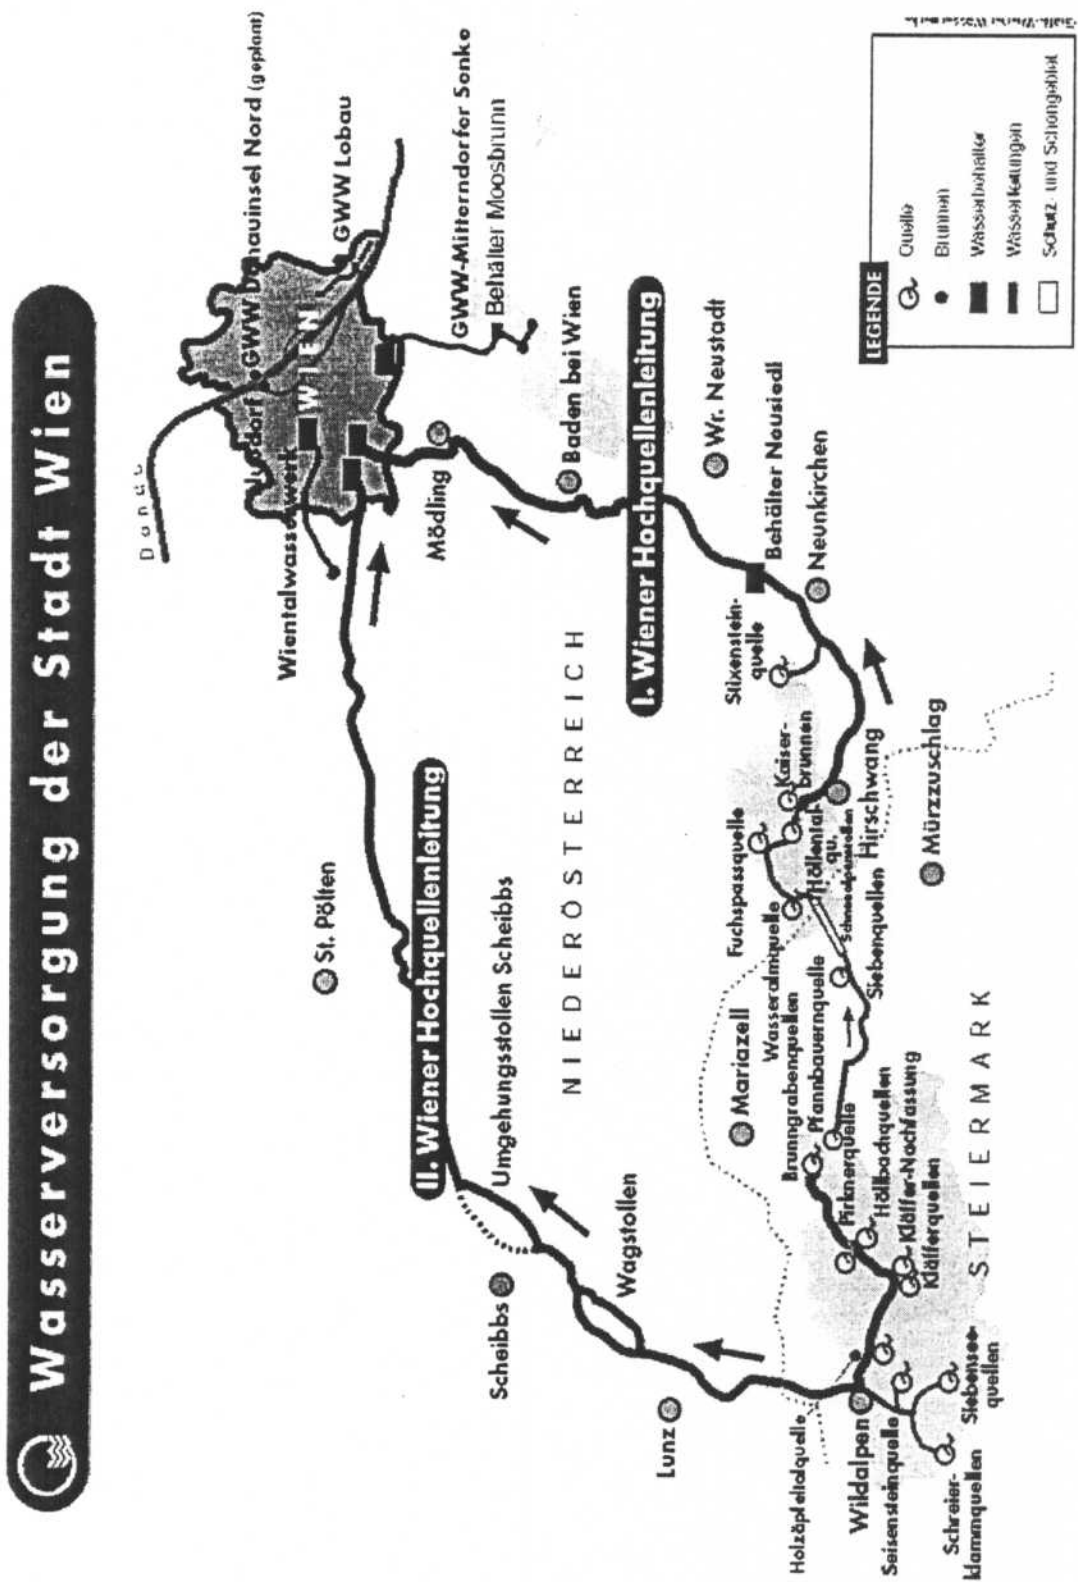 Wasserversorgung der Stadt Wien
Donau
Nussdorf
GWW Donauinsel Nord (geplant)
GWW Lobau
WIEN
Wientalwasserwerk
GWW-Mitterndorfer Senke
Behälter Moosbrunn
Mödling
Baden bei Wien
St. Pölten
II. Wiener Hochquellenleitung
I. Wiener Hochquellenleitung
Wr. Neustadt
Behälter Neusiedl
Neunkirchen
Stixenstein-
quelle
NIEDERÖSTERREICH
Umgehungsstollen Scheibbs
Scheibbs
Wagstollen
Lunz
Mariazell
Fuchspassquelle
Kaiser-
brunnen
Höllental-
qu.
Hirschwang
Schneealpenstollen
Wasseralmquelle
Siebenquellen
Mürzzuschlag
Pfannbauernquelle
Brunngrabenquellen
Pirknerquelle
Höllbachquellen
Kläffer-Nachfassung
Kläfferquellen
STEIERMARK
Holzäpfeltalquelle
Wildalpen
Seisensteinquelle
Siebensee-
quellen
Schreier-
klammquellen
LEGENDE
Quelle
Brunnen
Wasserbehälter
Wasserleitungen
Schutz- und Schongebiet